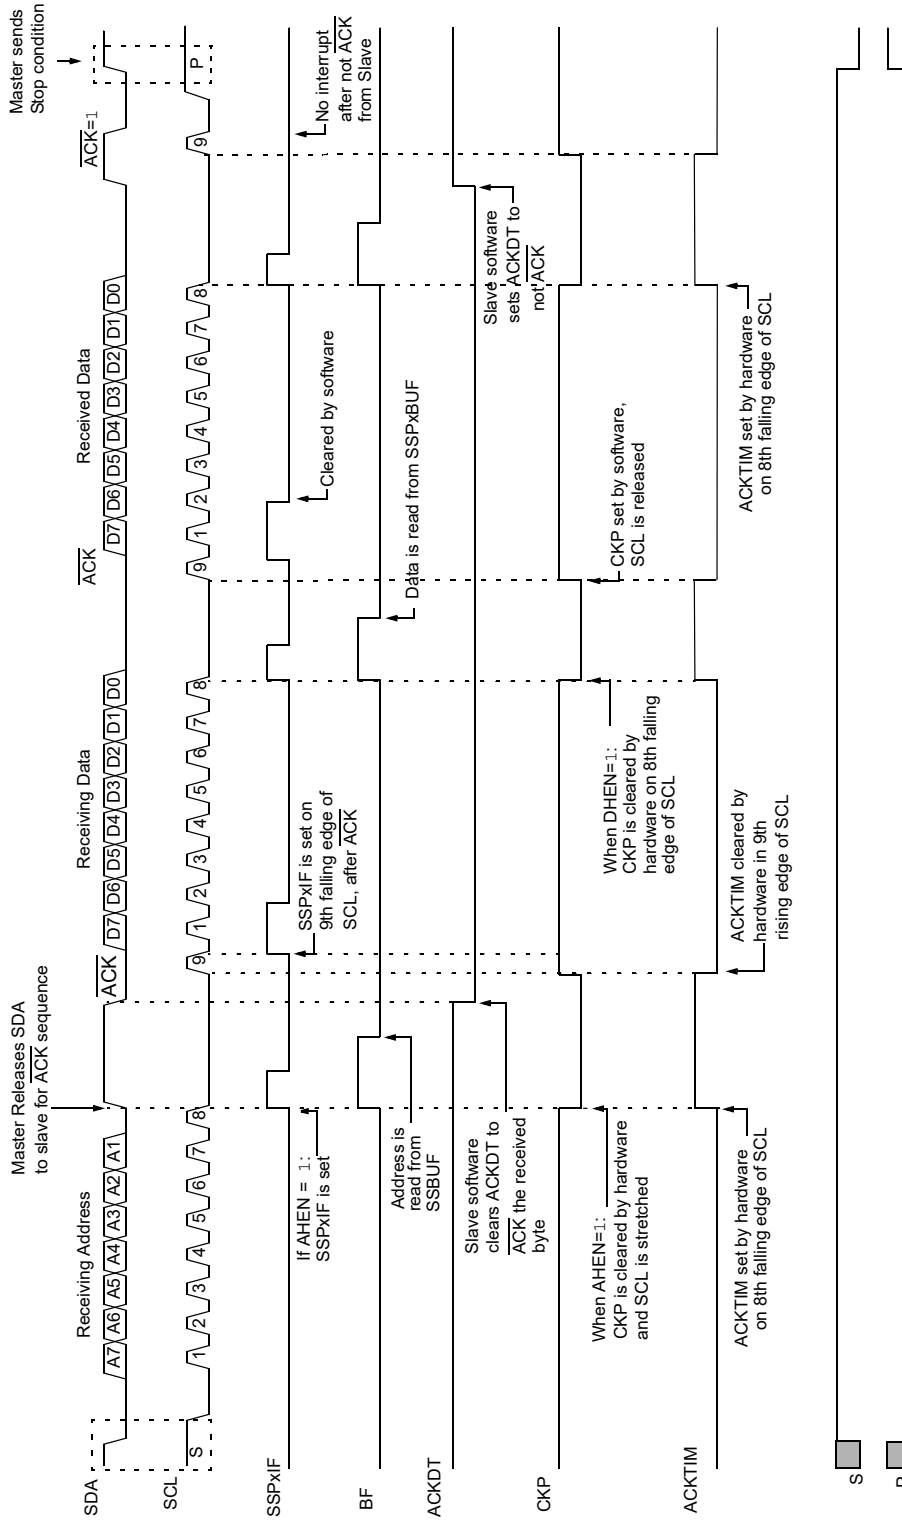 Master Releases SDA
to slave for ACK sequence
Master sends
Stop condition
Receiving Address
Receiving Data
ACK
Received Data
ACK=1
SDA
A7 A6 A5 A4 A3 A2 A1
ACK
D7 D6 D5 D4 D3 D2 D1 D0
D7 D6 D5 D4 D3 D2 D1 D0
SCL
S 1 2 3 4 5 6 7 8 9 1 2 3 4 5 6 7 8 9 1 2 3 4 5 6 7 8 9 P
SSPxIF
If AHEN = 1:
SSPxIF is set
SSPxIF is set on
9th falling edge of
SCL, after ACK
Cleared by software
No interrupt
after not ACK
from Slave
BF
Address is
read from
SSBUF
Data is read from SSPxBUF
ACKDT
Slave software
clears ACKDT to
ACK the received
byte
Slave software
sets ACKDT to
not ACK
CKP
When AHEN=1:
CKP is cleared by hardware
and SCL is stretched
When DHEN=1:
CKP is cleared by
hardware on 8th falling
edge of SCL
CKP set by software,
SCL is released
ACKTIM
ACKTIM set by hardware
on 8th falling edge of SCL
ACKTIM cleared by
hardware in 9th
rising edge of SCL
ACKTIM set by hardware
on 8th falling edge of SCL
S